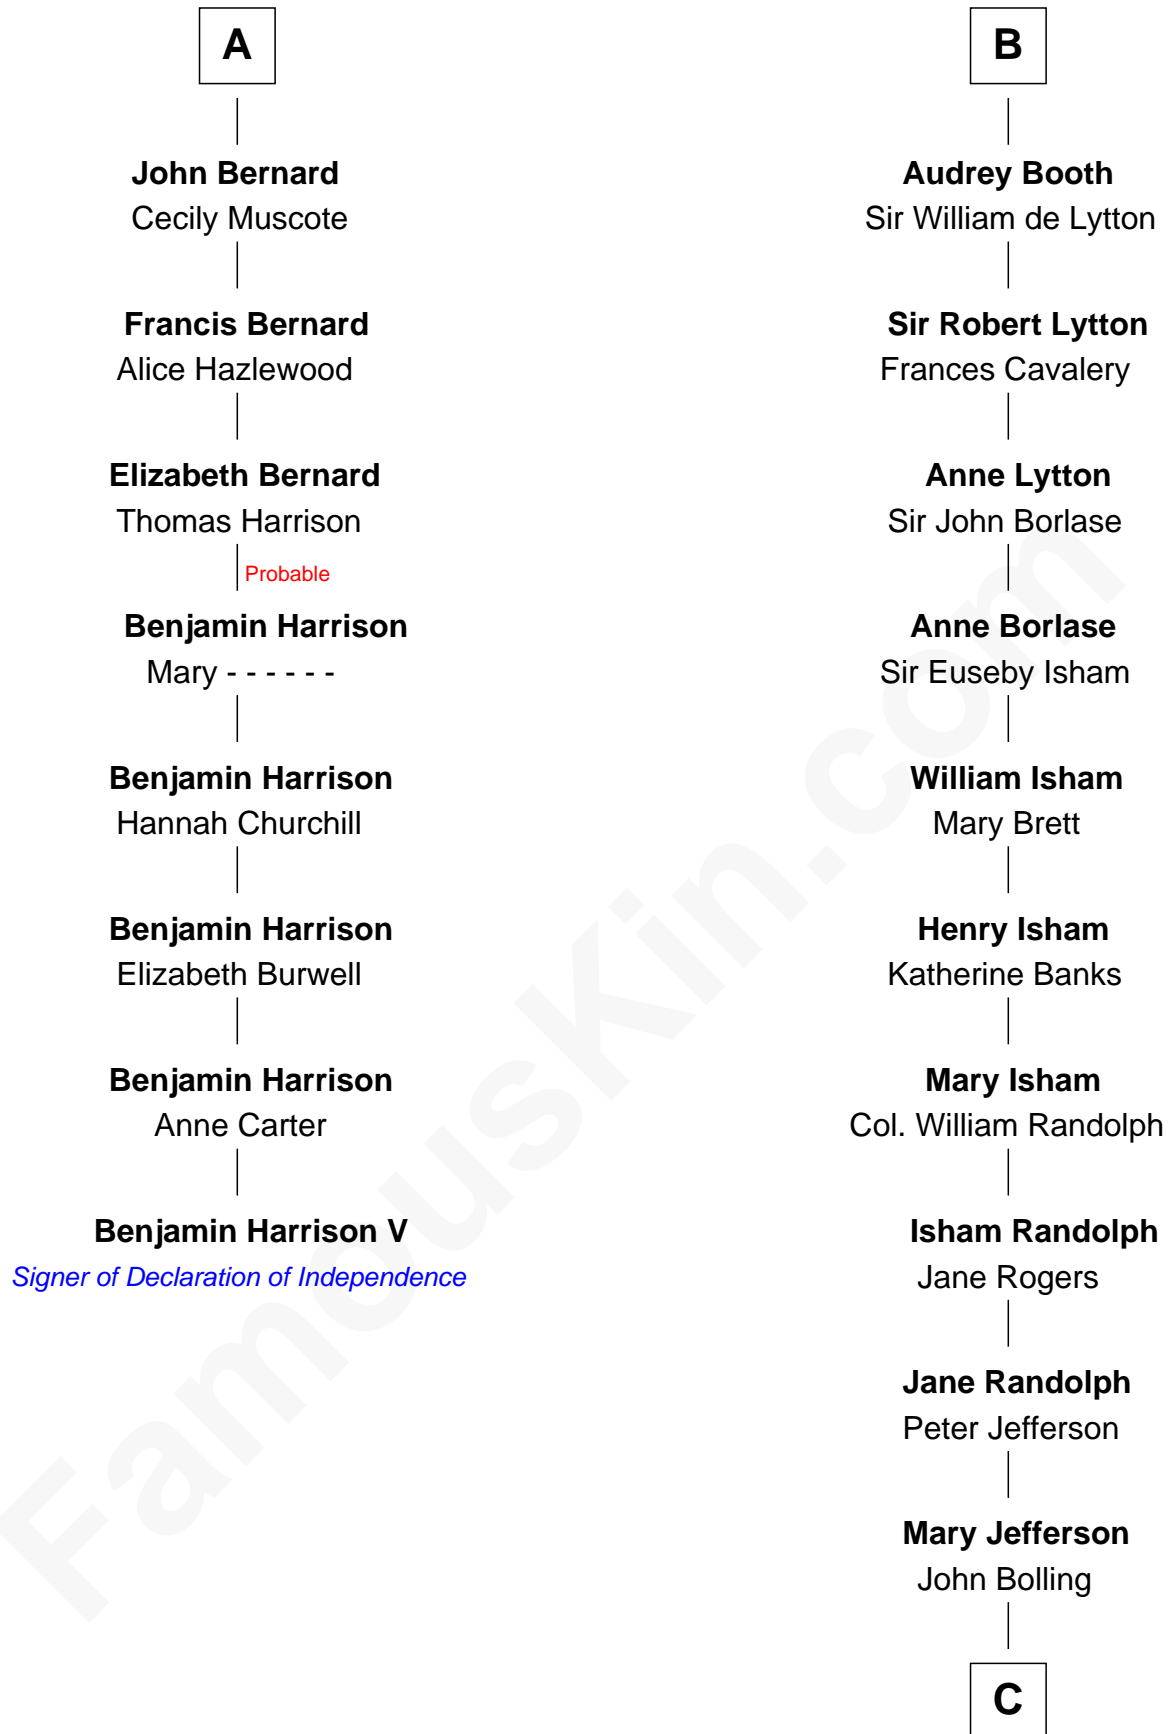 A
John Bernard
Cecily Muscote
Francis Bernard
Alice Hazlewood
Elizabeth Bernard
Thomas Harrison
Probable
Benjamin Harrison
Mary - - - - - -
Benjamin Harrison
Hannah Churchill
Benjamin Harrison
Elizabeth Burwell
Benjamin Harrison
Anne Carter
Benjamin Harrison V
Signer of Declaration of Independence
B
Audrey Booth
Sir William de Lytton
Sir Robert Lytton
Frances Cavalery
Anne Lytton
Sir John Borlase
Anne Borlase
Sir Euseby Isham
William Isham
Mary Brett
Henry Isham
Katherine Banks
Mary Isham
Col. William Randolph
Isham Randolph
Jane Rogers
Jane Randolph
Peter Jefferson
Mary Jefferson
John Bolling
C
FamousKin.com